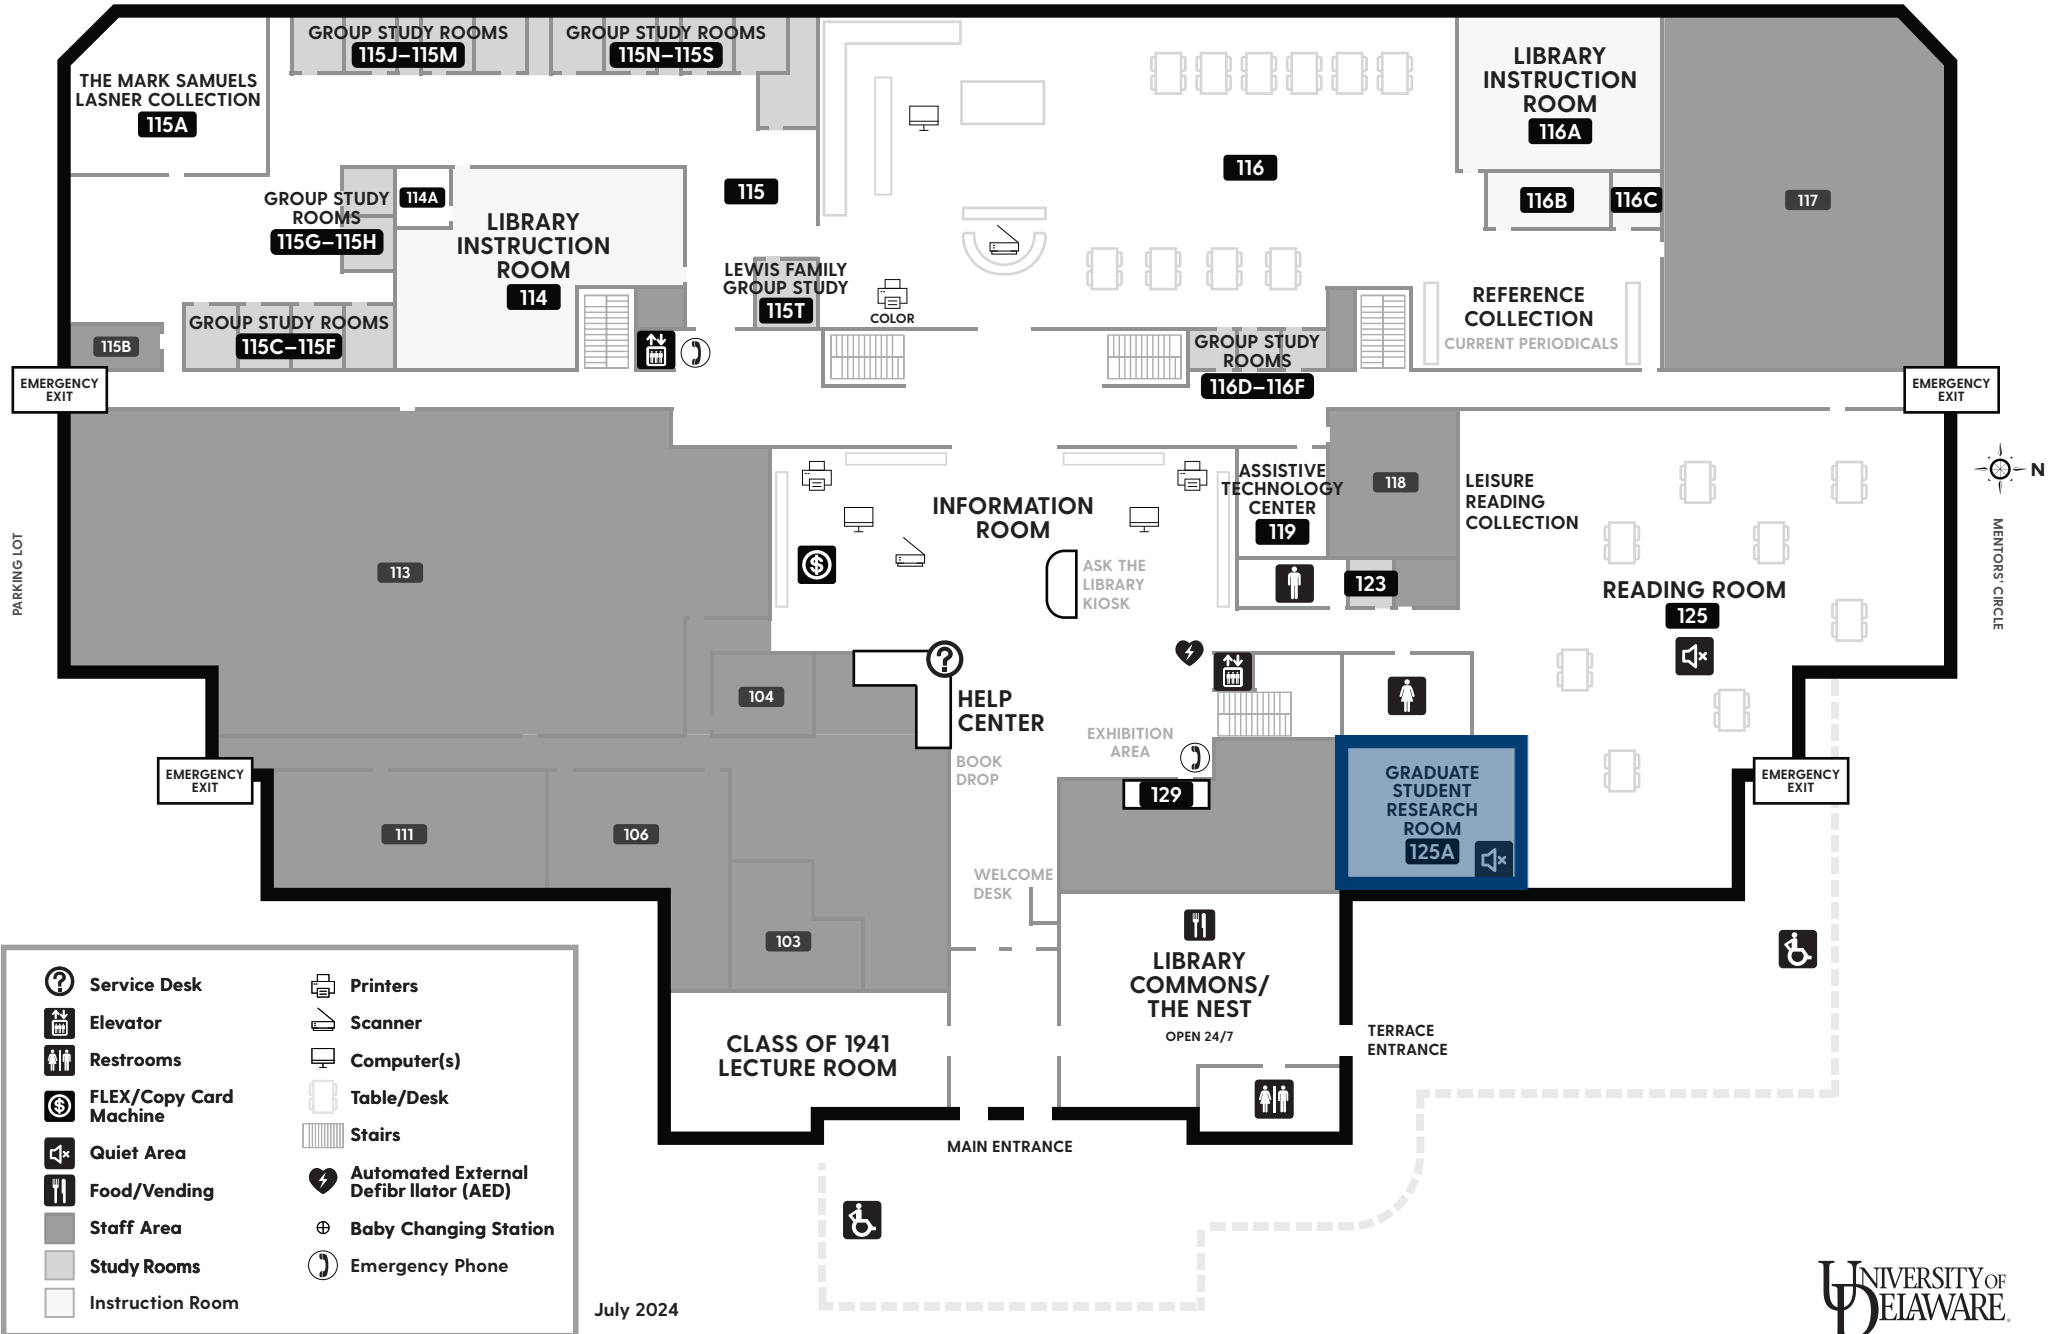 GROUP STUDY ROOMS
115J–115M
GROUP STUDY ROOMS
115N–115S
THE MARK SAMUELS
LASNER COLLECTION
115A
LIBRARY
INSTRUCTION
ROOM
116A
116
115
116B
116C
117
GROUP STUDY
ROOMS
115G–115H
114A
LIBRARY
INSTRUCTION
ROOM
114
LEWIS FAMILY
GROUP STUDY
115T
COLOR
REFERENCE
COLLECTION
CURRENT PERIODICALS
GROUP STUDY ROOMS
115C–115F
115B
GROUP STUDY
ROOMS
116D–116F
EMERGENCY
EXIT
EMERGENCY
EXIT
N
PARKING LOT
MENTORS' CIRCLE
113
INFORMATION
ROOM
ASK THE
LIBRARY
KIOSK
ASSISTIVE
TECHNOLOGY
CENTER
119
118
123
LEISURE
READING
COLLECTION
READING ROOM
125
104
HELP
CENTER
BOOK
DROP
EXHIBITION
AREA
129
EMERGENCY
EXIT
EMERGENCY
EXIT
GRADUATE
STUDENT
RESEARCH
ROOM
125A
111
106
103
WELCOME
DESK
LIBRARY
COMMONS/
THE NEST
OPEN 24/7
CLASS OF 1941
LECTURE ROOM
TERRACE
ENTRANCE
MAIN ENTRANCE
Service Desk
Elevator
Restrooms
FLEX/Copy Card
Machine
Quiet Area
Food/Vending
Staff Area
Study Rooms
Instruction Room
Printers
Scanner
Computer(s)
Table/Desk
Stairs
Automated External
Defibr llator (AED)
Baby Changing Station
Emergency Phone
July 2024
UNIVERSITY OF
DELAWARE